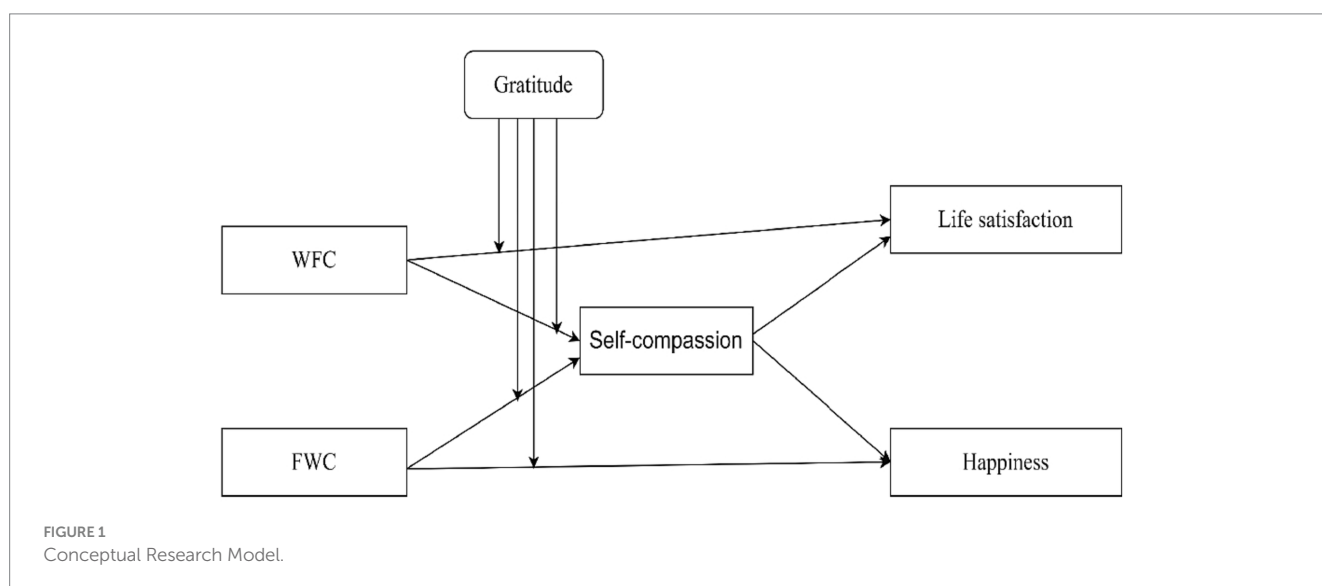 Gratitude
Life satisfaction
WFC
Self-compassion
FWC
Happiness
FIGURE 1
Conceptual Research Model.